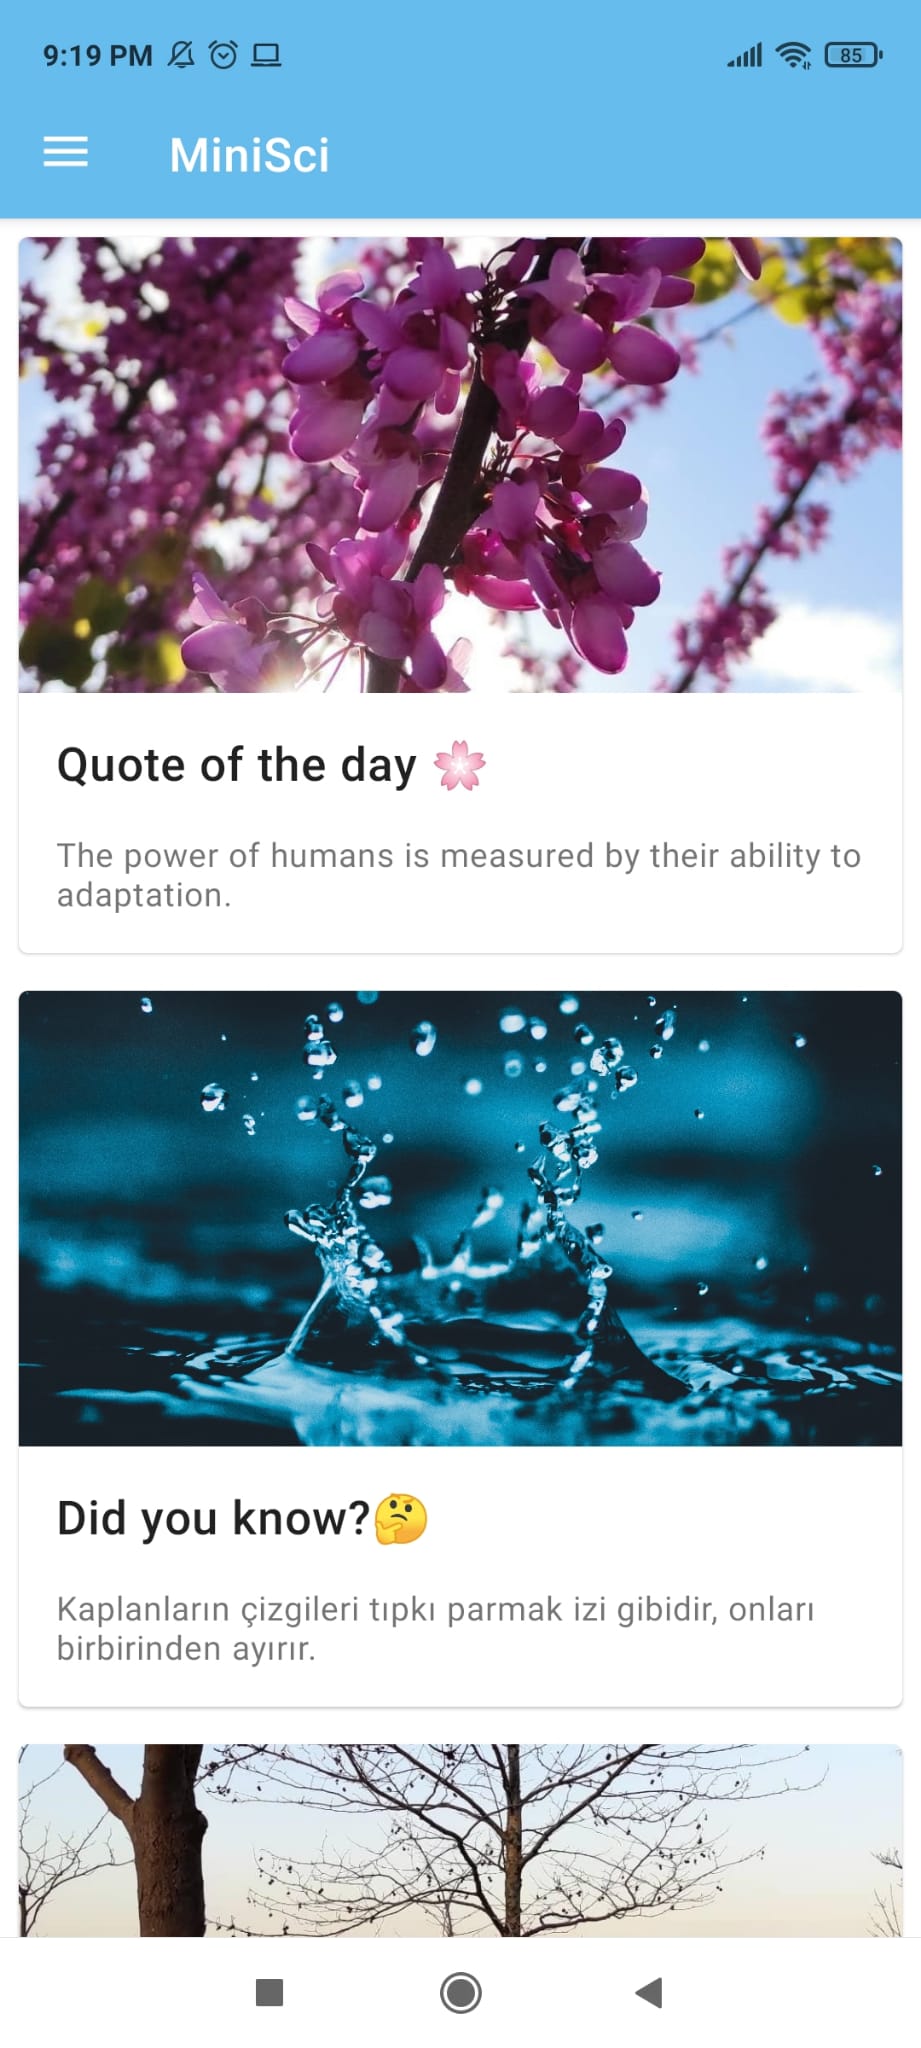 9:19 PM
85
MiniSci
Quote of the day 🌸
The power of humans is measured by their ability to
adaptation.
Did you know?🤔
Kaplanların çizgileri tıpkı parmak izi gibidir, onları
birbirinden ayırır.